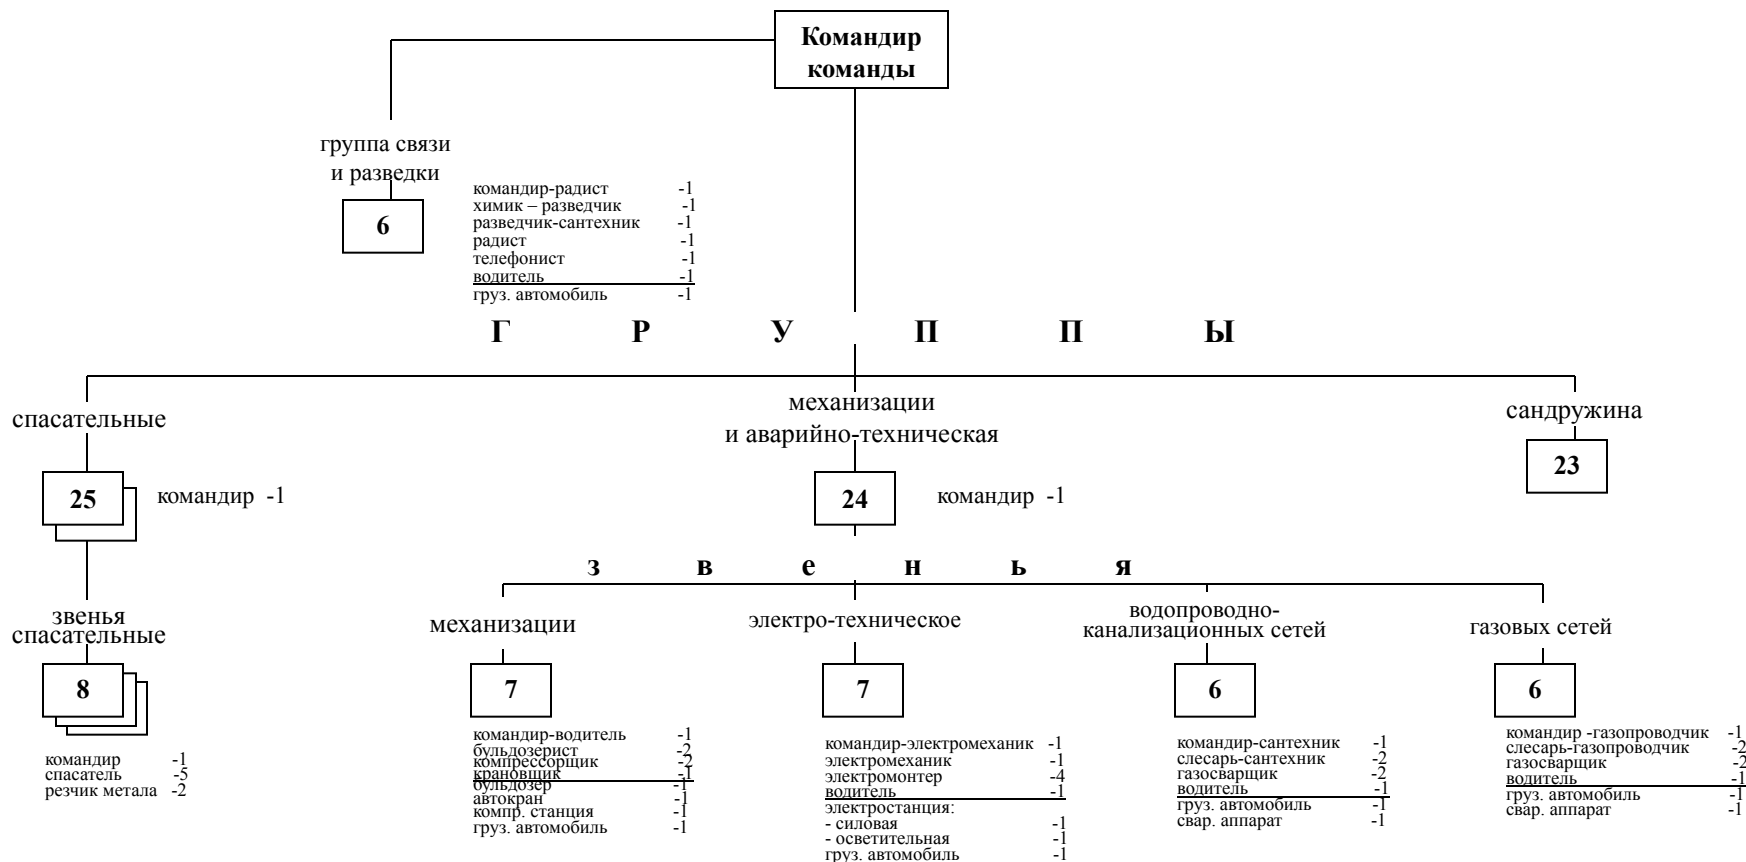 Командир
команды
группа связи
и разведки
6
командир-радист -1
химик – разведчик -1
разведчик-сантехник -1
радист -1
телефонист -1
водитель -1
груз. автомобиль -1
Г Р У П П Ы
спасательные
25
командир -1
механизации
и аварийно-техническая
24
командир -1
сандружина
23
з в е н ь я
звенья
спасательные
8
командир -1
спасатель -5
резчик метала -2
механизации
7
командир-водитель -1
бульдозерист -2
компрессорщик -2
крановщик -1
бульдозер -1
автокран -1
компр. станция -1
груз. автомобиль -1
электро-техническое
7
командир-электромеханик -1
электромеханик -1
электромонтер -4
водитель -1
электростанция:
- силовая -1
- осветительная -1
груз. автомобиль -1
водопроводно-
канализационных сетей
6
командир-сантехник -1
слесарь-сантехник -2
газосварщик -2
водитель -1
груз. автомобиль -1
свар. аппарат -1
газовых сетей
6
командир -газопроводчик -1
слесарь-газопроводчик -2
газосварщик -2
водитель -1
груз. автомобиль -1
свар. аппарат -1